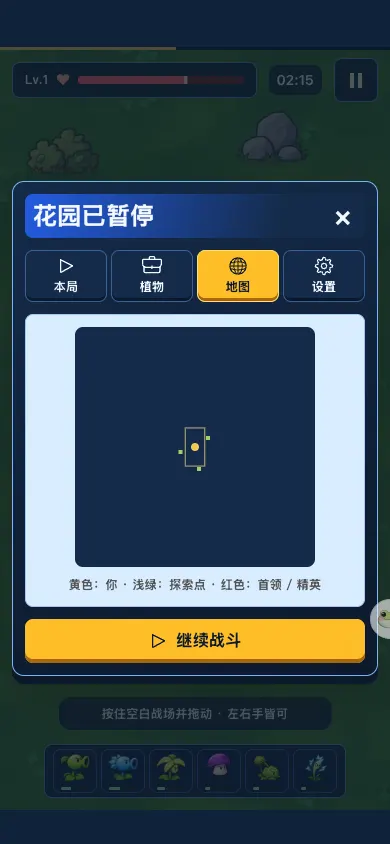 Lv.1
02:15
花园已暂停
本局
植物
地图
设置
黄色：你 · 浅绿：探索点 · 红色：首领 / 精英
继续战斗
按住空白战场并拖动 · 左右手皆可